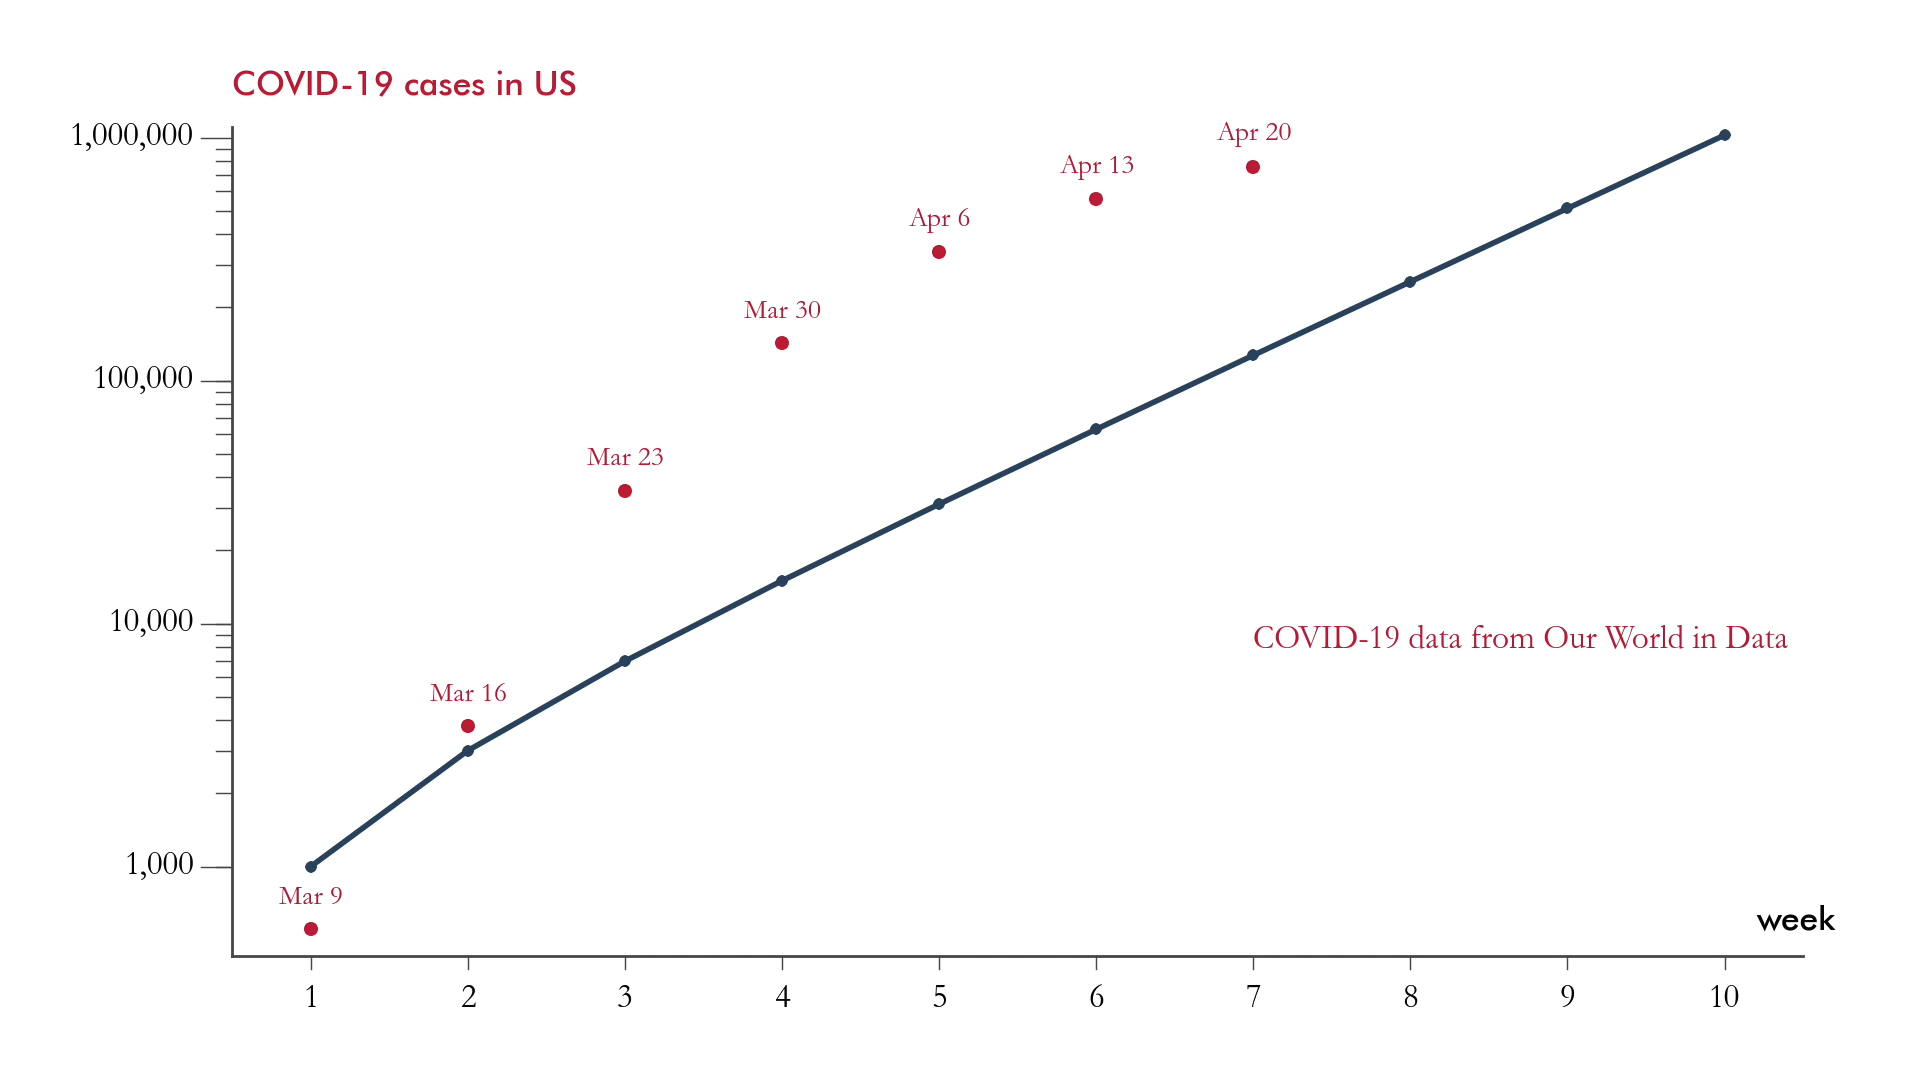 COVID-19 cases in US
1,000,000
100,000
10,000
1,000
Apr 20
Apr 13
Apr 6
Mar 30
Mar 23
Mar 16
Mar 9
COVID-19 data from Our World in Data
week
1 2 3 4 5 6 7 8 9 10